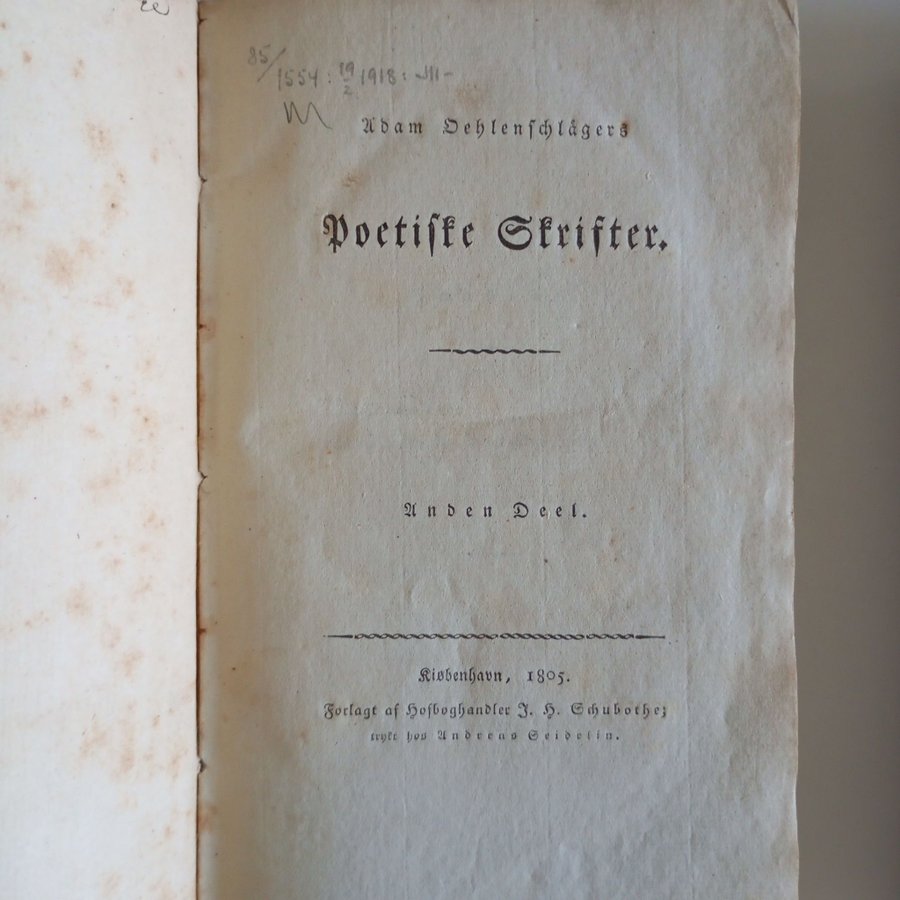 85/1554: 19/2 1918:
Adam Oehlenſchlägers
Poetiſke Skrifter.
Anden Deel.
Kiøbenhavn, 1805.
Forlagt af Hofboghandler J. H. Schubothe;
trykt hos Andreas Seidelin.